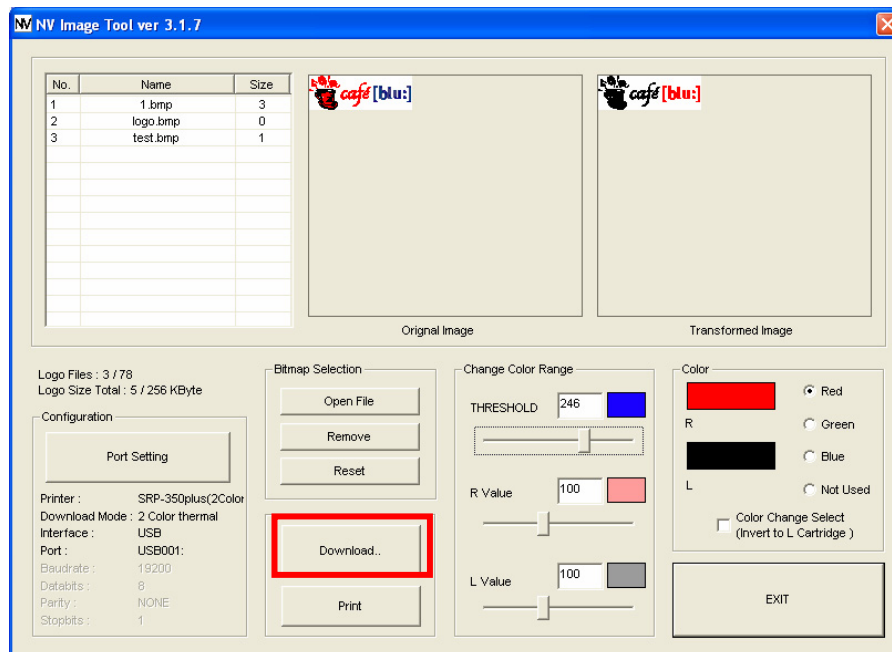 NV NV Image Tool ver 3.1.7
No. Name Size
1 1.bmp 3
2 logo.bmp 0
3 test.bmp 1
café [blu:]
café [blu:]
Orignal Image
Transformed Image
Logo Files : 3 / 78
Logo Size Total : 5 / 256 KByte
Configuration
Port Setting
Printer : SRP-350plus(2Color
Download Mode : 2 Color thermal
Interface : USB
Port : USB001:
Baudrate : 19200
Databits : 8
Parity : NONE
Stopbits : 1
Bitmap Selection
Open File
Remove
Reset
Download..
Print
Change Color Range
THRESHOLD 246
R Value 100
L Value 100
Color
R
L
Red
Green
Blue
Not Used
Color Change Select
(Invert to L Cartridge )
EXIT